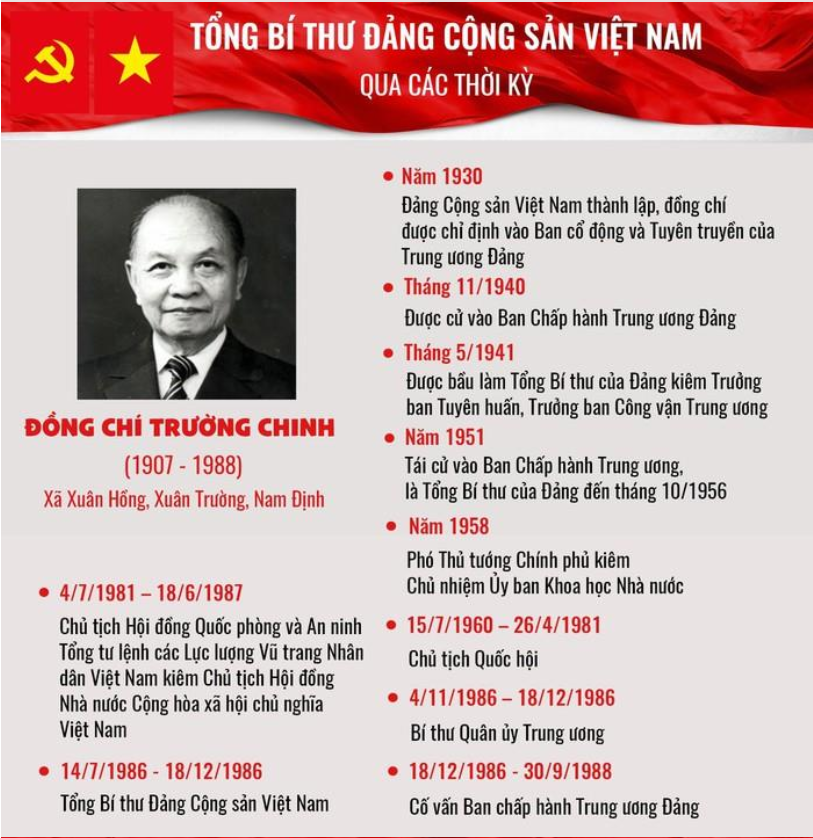 TỔNG BÍ THƯ ĐẢNG CỘNG SẢN VIỆT NAM
QUA CÁC THỜI KỲ
ĐỒNG CHÍ TRƯỜNG CHINH
(1907 - 1988)
Xã Xuân Hồng, Xuân Trường, Nam Định
Năm 1930
Đảng Cộng sản Việt Nam thành lập, đồng chí
được chỉ định vào Ban cổ động và Tuyên truyền của
Trung ương Đảng
Tháng 11/1940
Được cử vào Ban Chấp hành Trung ương Đảng
Tháng 5/1941
Được bầu làm Tổng Bí thư của Đảng kiêm Trưởng
ban Tuyên huấn, Trưởng ban Công vận Trung ương
Năm 1951
Tái cử vào Ban Chấp hành Trung ương,
là Tổng Bí thư của Đảng đến tháng 10/1956
Năm 1958
Phó Thủ tướng Chính phủ kiêm
Chủ nhiệm Ủy ban Khoa học Nhà nước
15/7/1960 – 26/4/1981
Chủ tịch Quốc hội
4/7/1981 – 18/6/1987
Chủ tịch Hội đồng Quốc phòng và An ninh
Tổng tư lệnh các Lực lượng Vũ trang Nhân
dân Việt Nam kiêm Chủ tịch Hội đồng
Nhà nước Cộng hòa xã hội chủ nghĩa
Việt Nam
14/7/1986 - 18/12/1986
Tổng Bí thư Đảng Cộng sản Việt Nam
4/11/1986 – 18/12/1986
Bí thư Quân ủy Trung ương
18/12/1986 - 30/9/1988
Cố vấn Ban chấp hành Trung ương Đảng